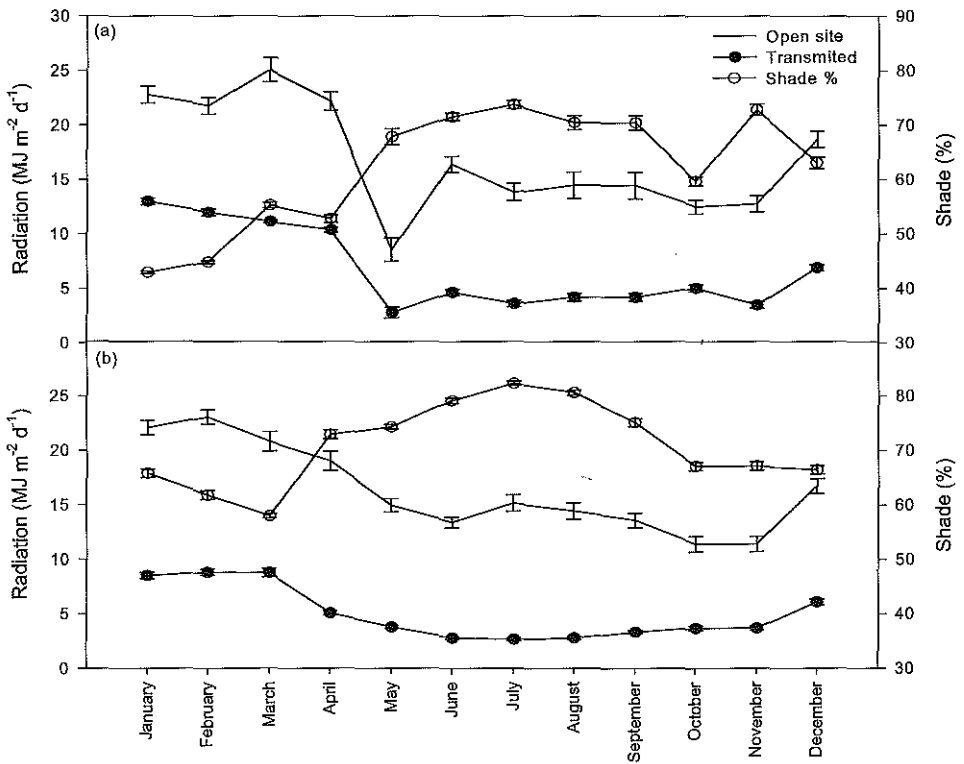 (a)
Open site
Transmited
Shade %
Radiation (MJ m⁻² d⁻¹)
30
25
20
15
10
5
0
90
80
70
60
50
40
30
Shade (%)
(b)
Radiation (MJ m⁻² d⁻¹)
25
20
15
10
5
0
80
70
60
50
40
30
Shade (%)
January
February
March
April
May
June
July
August
September
October
November
December